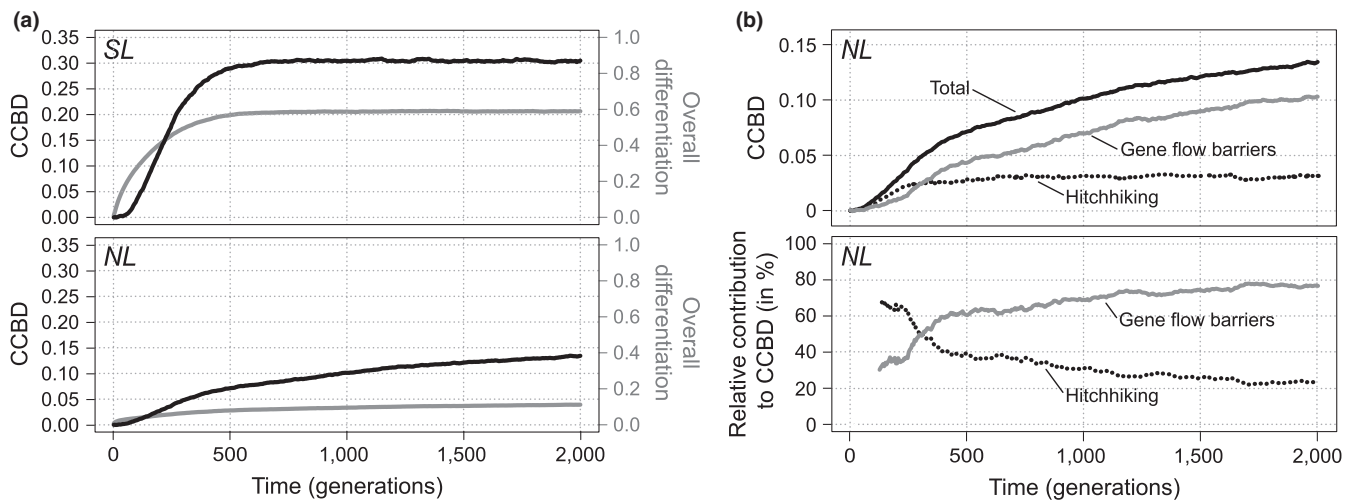 (a)
SL
CCBD
0.35
0.30
0.25
0.20
0.15
0.10
0.05
0.00
1.0
0.8
0.6
0.4
0.2
0.0
Overall
differentiation
NL
CCBD
0.35
0.30
0.25
0.20
0.15
0.10
0.05
0.00
1.0
0.8
0.6
0.4
0.2
0.0
Overall
differentiation
0
500
1,000
1,500
2,000
Time (generations)
(b)
NL
CCBD
0.15
0.10
0.05
0
Total
Gene flow barriers
Hitchhiking
NL
Relative contribution
to CCBD (in %)
100
80
60
40
20
0
Gene flow barriers
Hitchhiking
0
500
1,000
1,500
2,000
Time (generations)